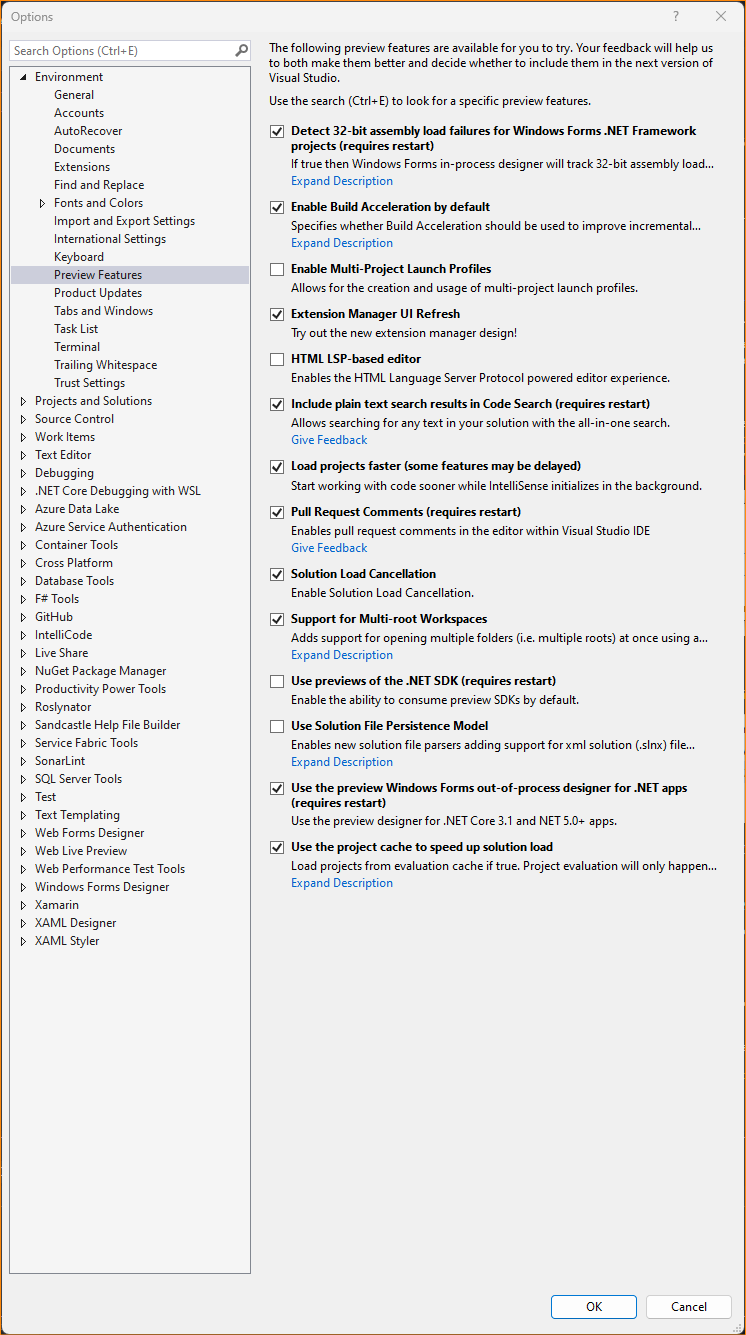 Options
?
Search Options (Ctrl+E)
Environment
General
Accounts
AutoRecover
Documents
Extensions
Find and Replace
Fonts and Colors
Import and Export Settings
International Settings
Keyboard
Preview Features
Product Updates
Tabs and Windows
Task List
Terminal
Trailing Whitespace
Trust Settings
Projects and Solutions
Source Control
Work Items
Text Editor
Debugging
.NET Core Debugging with WSL
Azure Data Lake
Azure Service Authentication
Container Tools
Cross Platform
Database Tools
F# Tools
GitHub
IntelliCode
Live Share
NuGet Package Manager
Productivity Power Tools
Roslynator
Sandcastle Help File Builder
Service Fabric Tools
SonarLint
SQL Server Tools
Test
Text Templating
Web Forms Designer
Web Live Preview
Web Performance Test Tools
Windows Forms Designer
Xamarin
XAML Designer
XAML Styler
The following preview features are available for you to try. Your feedback will help us
to both make them better and decide whether to include them in the next version of
Visual Studio.
Use the search (Ctrl+E) to look for a specific preview features.
Detect 32-bit assembly load failures for Windows Forms .NET Framework
projects (requires restart)
If true then Windows Forms in-process designer will track 32-bit assembly load...
Expand Description
Enable Build Acceleration by default
Specifies whether Build Acceleration should be used to improve incremental...
Expand Description
Enable Multi-Project Launch Profiles
Allows for the creation and usage of multi-project launch profiles.
Extension Manager UI Refresh
Try out the new extension manager design!
HTML LSP-based editor
Enables the HTML Language Server Protocol powered editor experience.
Include plain text search results in Code Search (requires restart)
Allows searching for any text in your solution with the all-in-one search.
Give Feedback
Load projects faster (some features may be delayed)
Start working with code sooner while IntelliSense initializes in the background.
Pull Request Comments (requires restart)
Enables pull request comments in the editor within Visual Studio IDE
Give Feedback
Solution Load Cancellation
Enable Solution Load Cancellation.
Support for Multi-root Workspaces
Adds support for opening multiple folders (i.e. multiple roots) at once using a...
Expand Description
Use previews of the .NET SDK (requires restart)
Enable the ability to consume preview SDKs by default.
Use Solution File Persistence Model
Enables new solution file parsers adding support for xml solution (.slnx) file...
Expand Description
Use the preview Windows Forms out-of-process designer for .NET apps
(requires restart)
Use the preview designer for .NET Core 3.1 and NET 5.0+ apps.
Use the project cache to speed up solution load
Load projects from evaluation cache if true. Project evaluation will only happen...
Expand Description
OK
Cancel